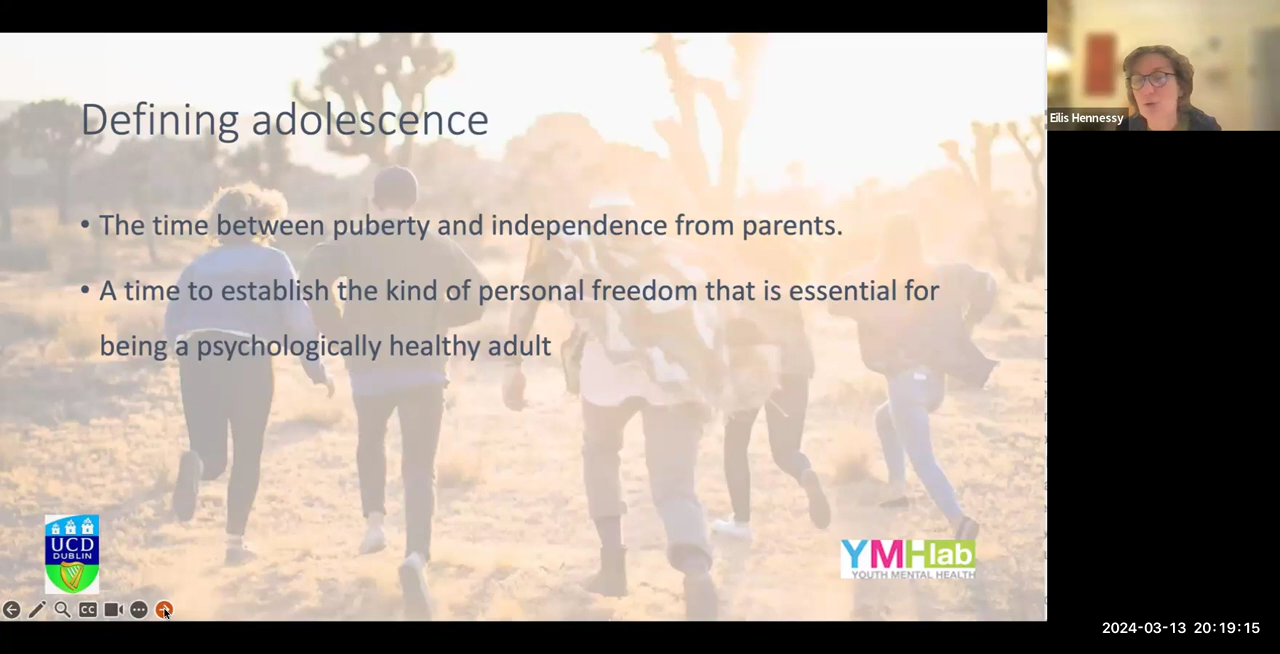 Defining adolescence
• The time between puberty and independence from parents.
• A time to establish the kind of personal freedom that is essential for
being a psychologically healthy adult
Eilis Hennessy
UCD
DUBLIN
YMHlab
YOUTH MENTAL HEALTH
CC
2024-03-13 20:19:15